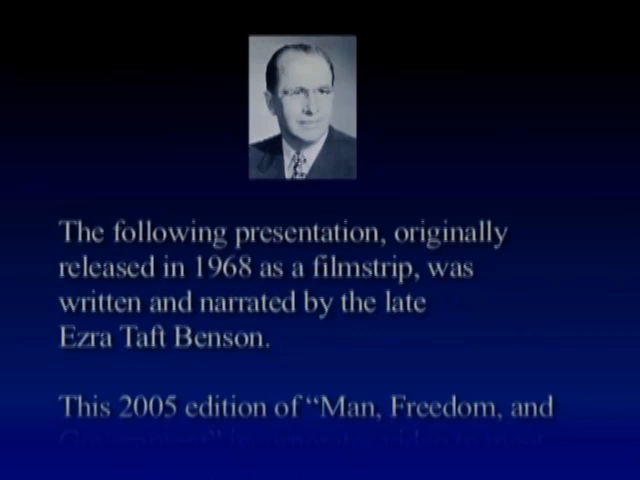 The following presentation, originally
released in 1968 as a filmstrip, was
written and narrated by the late
Ezra Taft Benson.
This 2005 edition of “Man, Freedom, and
Government”